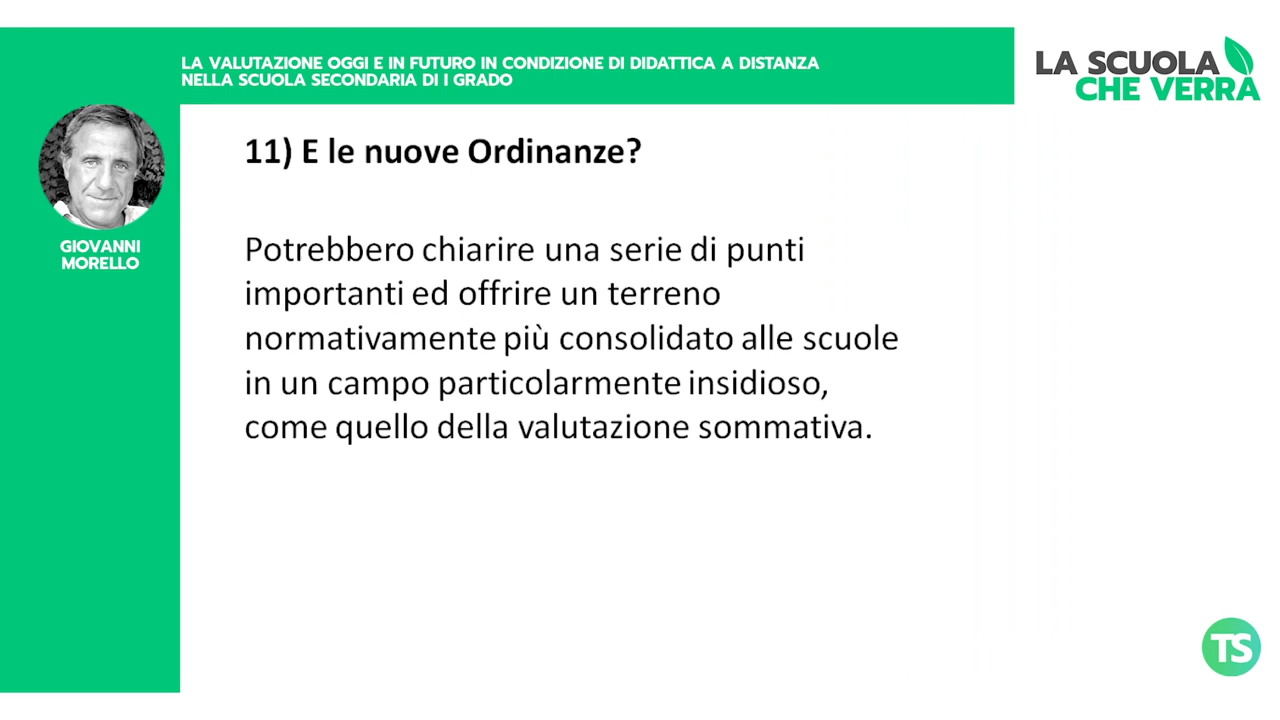 LA VALUTAZIONE OGGI E IN FUTURO IN CONDIZIONE DI DIDATTICA A DISTANZA
NELLA SCUOLA SECONDARIA DI I GRADO
LA SCUOLA
CHE VERRÀ
GIOVANNI
MORELLO
11) E le nuove Ordinanze?
Potrebbero chiarire una serie di punti
importanti ed offrire un terreno
normativamente più consolidato alle scuole
in un campo particolarmente insidioso,
come quello della valutazione sommativa.
TS